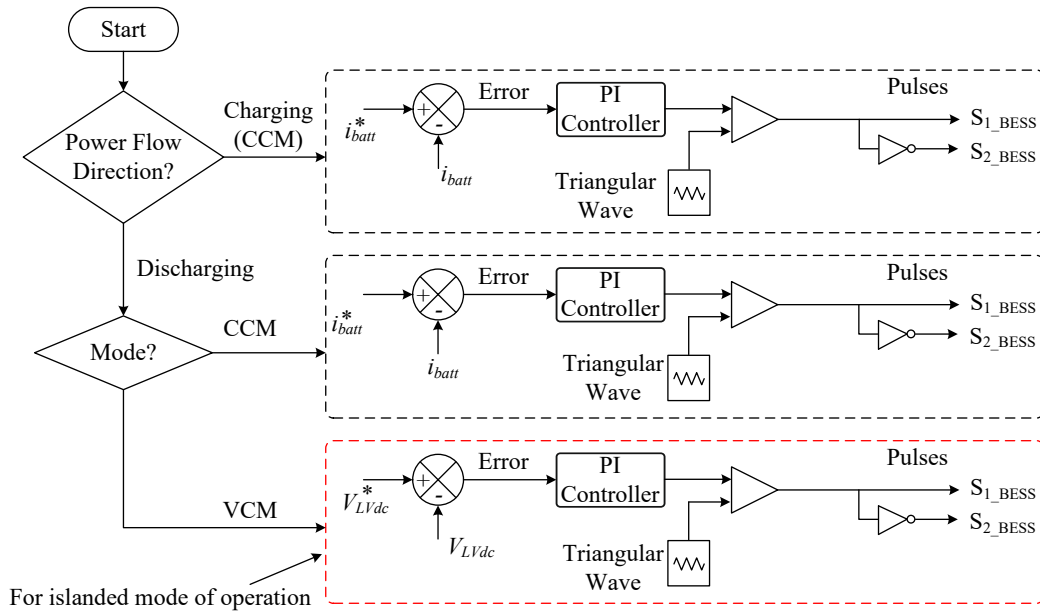 Start
Power Flow
Direction?
Charging
(CCM)
Discharging
Mode?
CCM
VCM
For islanded mode of operation
i*batt
+
-
ibatt
Error
PI
Controller
Triangular
Wave
Pulses
S1_BESS
S2_BESS
i*batt
+
-
ibatt
Error
PI
Controller
Triangular
Wave
Pulses
S1_BESS
S2_BESS
V*LVdc
+
-
VLVdc
Error
PI
Controller
Triangular
Wave
Pulses
S1_BESS
S2_BESS